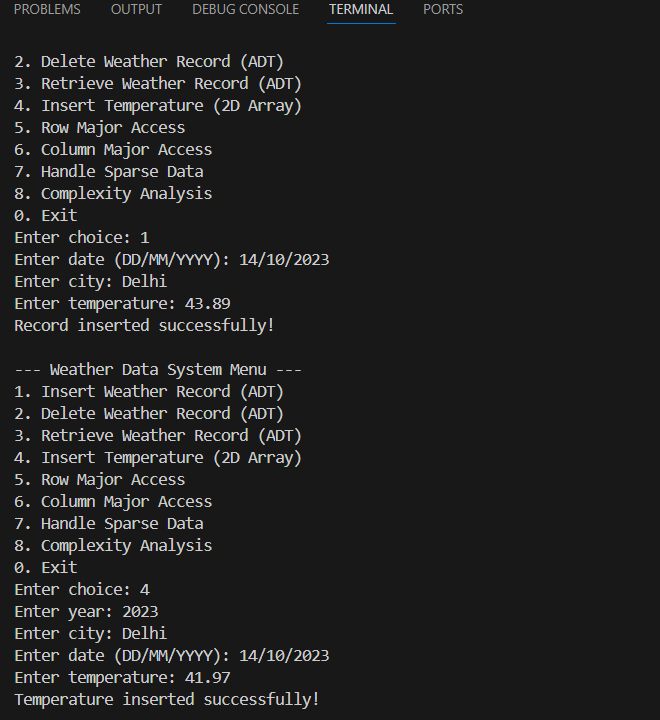 PROBLEMS OUTPUT DEBUG CONSOLE TERMINAL PORTS
2. Delete Weather Record (ADT)
3. Retrieve Weather Record (ADT)
4. Insert Temperature (2D Array)
5. Row Major Access
6. Column Major Access
7. Handle Sparse Data
8. Complexity Analysis
0. Exit
Enter choice: 1
Enter date (DD/MM/YYYY): 14/10/2023
Enter city: Delhi
Enter temperature: 43.89
Record inserted successfully!
--- Weather Data System Menu ---
1. Insert Weather Record (ADT)
2. Delete Weather Record (ADT)
3. Retrieve Weather Record (ADT)
4. Insert Temperature (2D Array)
5. Row Major Access
6. Column Major Access
7. Handle Sparse Data
8. Complexity Analysis
0. Exit
Enter choice: 4
Enter year: 2023
Enter city: Delhi
Enter date (DD/MM/YYYY): 14/10/2023
Enter temperature: 41.97
Temperature inserted successfully!